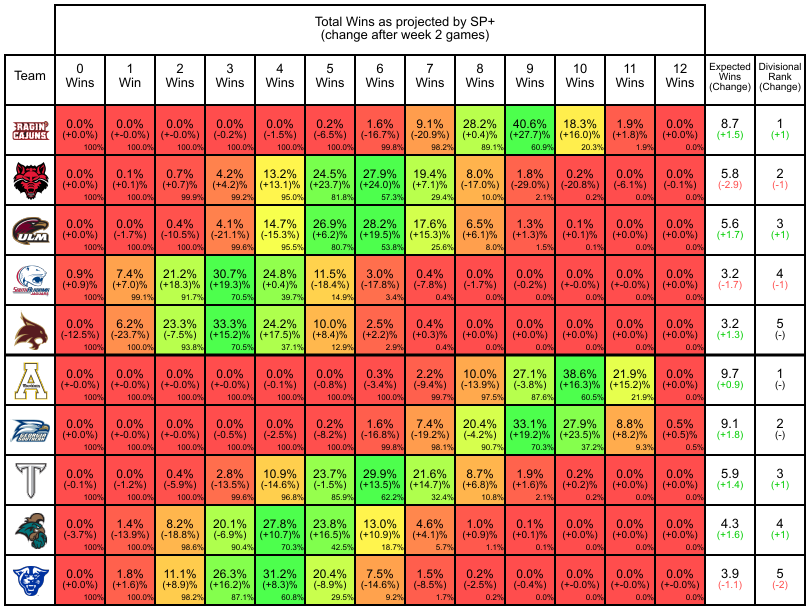 Total Wins as projected by SP+
(change after week 2 games)
Team 0 Wins 1 Win 2 Wins 3 Wins 4 Wins 5 Wins 6 Wins 7 Wins 8 Wins 9 Wins 10 Wins 11 Wins 12 Wins Expected Wins (Change) Divisional Rank (Change)
RAGIN' CAJUNS
0.0% 0.0% 0.0% 0.0% 0.0% 0.2% 1.6% 9.1% 28.2% 40.6% 18.3% 1.9% 0.0% 8.7 1
(+0.0%) (+-0.0%) (+-0.0%) (-0.2%) (-1.5%) (-6.5%) (-16.7%) (-20.9%) (+0.4%) (+27.7%) (+16.0%) (+1.8%) (+0.0%) (+1.5) (+1)
100% 100.0% 100.0% 100.0% 100.0% 100.0% 99.8% 98.2% 89.1% 60.9% 20.3% 1.9% 0.0%
0.0% 0.1% 0.7% 4.2% 13.2% 24.5% 27.9% 19.4% 8.0% 1.8% 0.2% 0.0% 0.0% 5.8 2
(+0.0%) (+0.1%) (+0.7%) (+4.2%) (+13.1%) (+23.7%) (+24.0%) (+7.1%) (-17.0%) (-29.0%) (-20.8%) (-6.1%) (-0.1%) (-2.9) (-1)
100% 100.0% 99.9% 99.2% 95.0% 81.8% 57.3% 29.4% 10.0% 2.1% 0.2% 0.0% 0.0%
ULM
0.0% 0.0% 0.4% 4.1% 14.7% 26.9% 28.2% 17.6% 6.5% 1.3% 0.1% 0.0% 0.0% 5.6 3
(+0.0%) (-1.7%) (-10.5%) (-21.1%) (-15.3%) (+6.2%) (+19.5%) (+15.3%) (+6.1%) (+1.3%) (+0.1%) (+0.0%) (+0.0%) (+1.7) (+1)
100% 100.0% 100.0% 99.6% 95.5% 80.7% 53.8% 25.6% 8.0% 1.5% 0.1% 0.0% 0.0%
0.9% 7.4% 21.2% 30.7% 24.8% 11.5% 3.0% 0.4% 0.0% 0.0% 0.0% 0.0% 0.0% 3.2 4
(+0.9%) (+7.0%) (+18.3%) (+19.3%) (+0.4%) (-18.4%) (-17.8%) (-7.8%) (-1.7%) (-0.2%) (+-0.0%) (+-0.0%) (+-0.0%) (-1.7) (-1)
100% 99.1% 91.7% 70.5% 39.7% 14.9% 3.4% 0.4% 0.0% 0.0% 0.0% 0.0% 0.0%
0.0% 6.2% 23.3% 33.3% 24.2% 10.0% 2.5% 0.4% 0.0% 0.0% 0.0% 0.0% 0.0% 3.2 5
(-12.5%) (-23.7%) (-7.5%) (+15.2%) (+17.5%) (+8.4%) (+2.2%) (+0.3%) (+0.0%) (+0.0%) (+0.0%) (+0.0%) (+0.0%) (+1.3) (-)
100% 100.0% 93.8% 70.5% 37.1% 12.9% 2.9% 0.4% 0.0% 0.0% 0.0% 0.0% 0.0%
0.0% 0.0% 0.0% 0.0% 0.0% 0.0% 0.3% 2.2% 10.0% 27.1% 38.6% 21.9% 0.0% 9.7 1
(+-0.0%) (+-0.0%) (+-0.0%) (+-0.0%) (-0.1%) (-0.8%) (-3.4%) (-9.4%) (-13.9%) (-3.8%) (+16.3%) (+15.2%) (+0.0%) (+0.9) (-)
100% 100.0% 100.0% 100.0% 100.0% 100.0% 100.0% 99.7% 97.5% 87.6% 60.5% 21.9% 0.0%
0.0% 0.0% 0.0% 0.0% 0.0% 0.2% 1.6% 7.4% 20.4% 33.1% 27.9% 8.8% 0.5% 9.1 2
(+0.0%) (+-0.0%) (+-0.0%) (-0.5%) (-2.5%) (-8.2%) (-16.8%) (-19.2%) (-4.2%) (+19.2%) (+23.5%) (+8.2%) (+0.5%) (+1.8) (-)
100% 100.0% 100.0% 100.0% 100.0% 100.0% 99.8% 98.1% 90.7% 70.3% 37.2% 9.3% 0.5%
0.0% 0.0% 0.4% 2.8% 10.9% 23.7% 29.9% 21.6% 8.7% 1.9% 0.2% 0.0% 0.0% 5.9 3
(-0.1%) (-1.2%) (-5.9%) (-13.5%) (-14.6%) (-1.5%) (+13.5%) (+14.7%) (+6.8%) (+1.6%) (+0.2%) (+0.0%) (+0.0%) (+1.4) (+1)
100% 100.0% 100.0% 99.6% 96.8% 85.9% 62.2% 32.4% 10.8% 2.1% 0.2% 0.0% 0.0%
0.0% 1.4% 8.2% 20.1% 27.8% 23.8% 13.0% 4.6% 1.0% 0.1% 0.0% 0.0% 0.0% 4.3 4
(-3.7%) (-13.9%) (-18.8%) (-6.9%) (+10.7%) (+16.5%) (+10.9%) (+4.1%) (+0.9%) (+0.1%) (+0.0%) (+0.0%) (+0.0%) (+1.6) (+1)
100% 100.0% 98.6% 90.4% 70.3% 42.5% 18.7% 5.7% 1.1% 0.1% 0.0% 0.0% 0.0%
0.0% 1.8% 11.1% 26.3% 31.2% 20.4% 7.5% 1.5% 0.2% 0.0% 0.0% 0.0% 0.0% 3.9 5
(+0.0%) (+1.6%) (+8.9%) (+16.2%) (+8.3%) (-8.9%) (-14.6%) (-8.5%) (-2.5%) (-0.4%) (+-0.0%) (+-0.0%) (+-0.0%) (-1.1) (-2)
100% 100.0% 98.2% 87.1% 60.8% 29.5% 9.2% 1.7% 0.2% 0.0% 0.0% 0.0% 0.0%